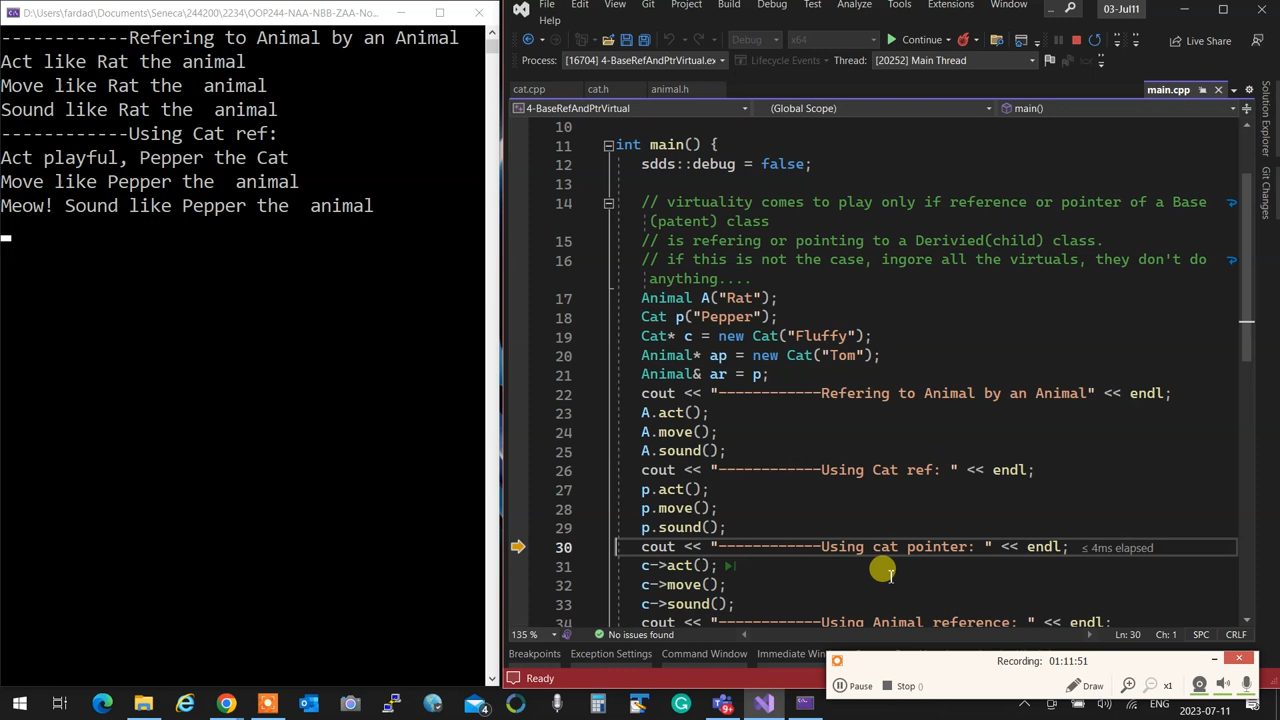 D:\Users\fardad\Documents\Seneca\244200\2234\OOP244-NAA-NBB-ZAA-No...
------------Refering to Animal by an Animal
Act like Rat the animal
Move like Rat the  animal
Sound like Rat the  animal
------------Using Cat ref:
Act playful, Pepper the Cat
Move like Pepper the  animal
Meow! Sound like Pepper the  animal
File Edit View Git Project Build Debug Test Analyze Tools Extensions Window
Help
03-Jul11
Debug x64 Continue Live Share
Process: [16704] 4-BaseRefAndPtrVirtual.exe Lifecycle Events Thread: [20252] Main Thread
cat.cpp cat.h animal.h main.cpp
4-BaseRefAndPtrVirtual (Global Scope) main()
10
11 int main() {
12 sdds::debug = false;
13
14 // virtuality comes to play only if reference or pointer of a Base
(patent) class
15 // is refering or pointing to a Derivied(child) class.
16 // if this is not the case, ingore all the virtuals, they don't do
anything....
17 Animal A("Rat");
18 Cat p("Pepper");
19 Cat* c = new Cat("Fluffy");
20 Animal* ap = new Cat("Tom");
21 Animal& ar = p;
22 cout << "------------Refering to Animal by an Animal" << endl;
23 A.act();
24 A.move();
25 A.sound();
26 cout << "------------Using Cat ref: " << endl;
27 p.act();
28 p.move();
29 p.sound();
30 cout << "------------Using cat pointer: " << endl; ≤ 4ms elapsed
31 c->act();
32 c->move();
33 c->sound();
34 cout << "------------Using Animal reference: " << endl;
Solution Explorer
Git Changes
135 % No issues found Ln: 30 Ch: 1 SPC CRLF
Breakpoints Exception Settings Command Window Immediate Win
Ready
Recording: 01:11:51
Pause Stop () Draw x1
ENG 2023-07-11